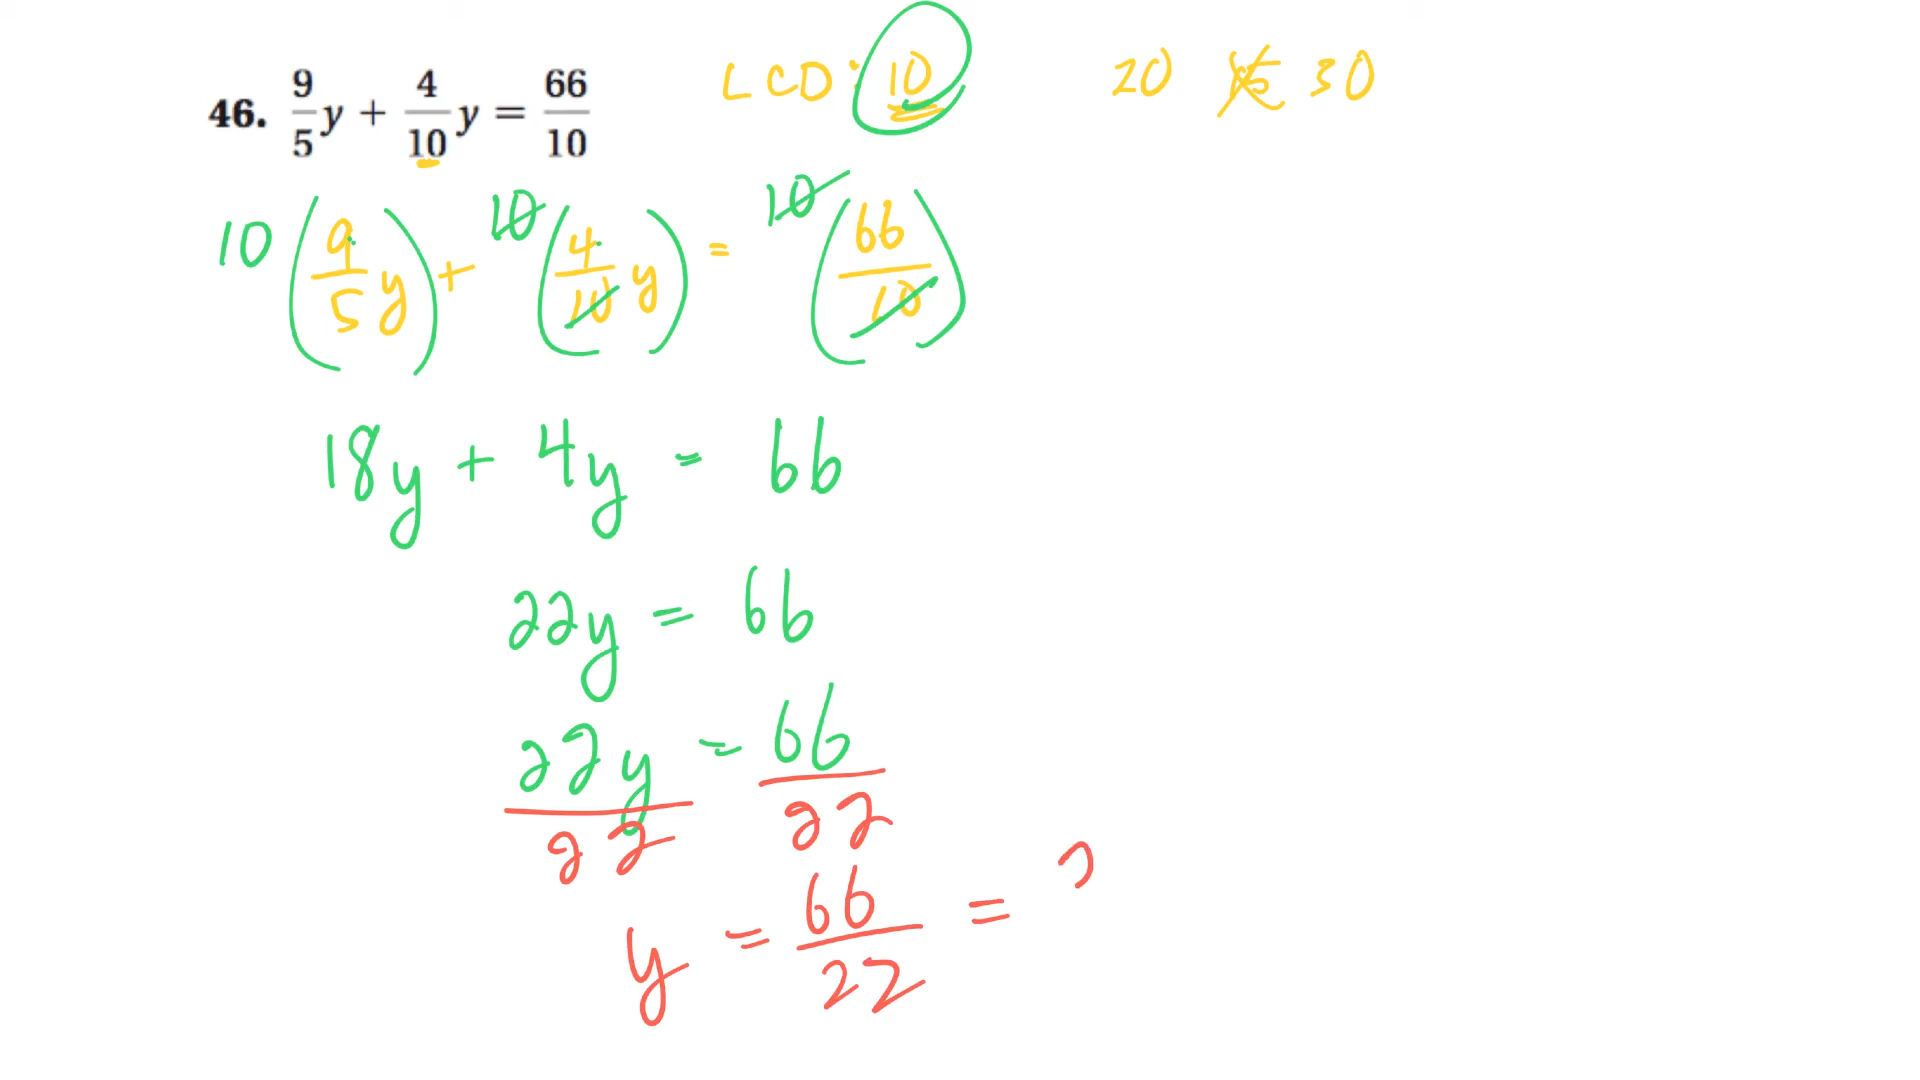 46. 9/5 y + 4/10 y = 66/10 LCD: 10 20 15 30
10 (9/5 y) + 10 (4/10 y) = 10 (66/10)
18y + 4y = 66
22y = 66
22y/22 = 66/22
y = 66/22 =